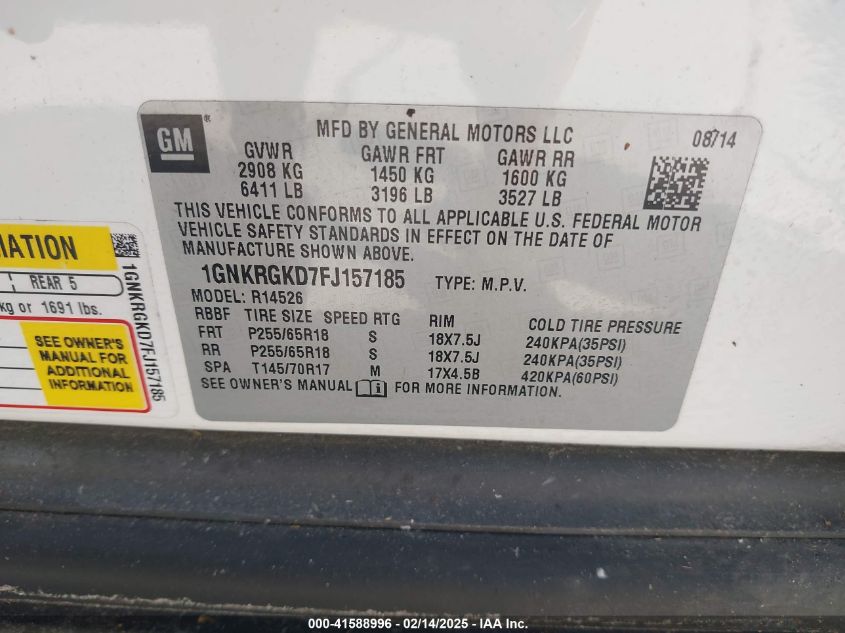 GM
®
MFD BY GENERAL MOTORS LLC
08/14
GVWR GAWR FRT GAWR RR
2908 KG 1450 KG 1600 KG
6411 LB 3196 LB 3527 LB
THIS VEHICLE CONFORMS TO ALL APPLICABLE U.S. FEDERAL MOTOR
VEHICLE SAFETY STANDARDS IN EFFECT ON THE DATE OF
MANUFACTURE SHOWN ABOVE.
1GNKRGKD7FJ157185 TYPE: M.P.V.
MODEL: R14526
RBBF TIRE SIZE SPEED RTG RIM COLD TIRE PRESSURE
FRT P255/65R18 S 18X7.5J 240KPA(35PSI)
RR P255/65R18 S 18X7.5J 240KPA(35PSI)
SPA T145/70R17 M 17X4.5B 420KPA(60PSI)
SEE OWNER'S MANUAL FOR MORE INFORMATION.
REAR 5
kg or 1691 lbs.
SEE OWNER'S
MANUAL FOR
ADDITIONAL
INFORMATION
1GNKRGKD7FJ157185
000-41588996 - 02/14/2025 - IAAI Inc.